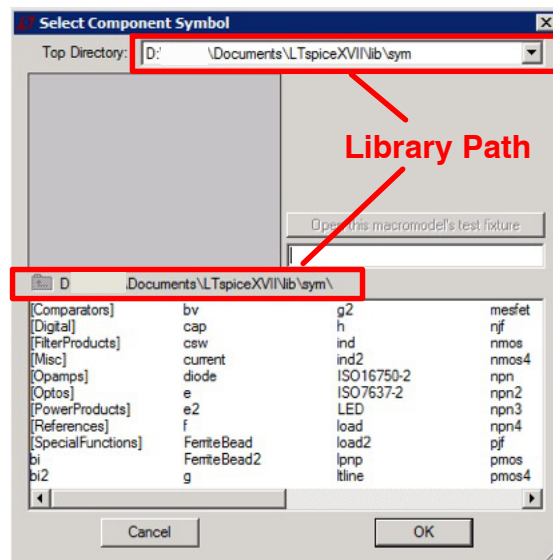 Select Component Symbol
Top Directory: D:' \Documents\LTspiceXVII\lib\sym
Library Path
Open this macromodel's test fixture
D .Documents\LTspiceXVII\lib\sym\
[Comparators] bv g2 mesfet
[Digital] cap h njf
[FilterProducts] csw ind nmos
[Misc] current ind2 nmos4
[Opamps] diode ISO16750-2 npn
[Optos] e ISO7637-2 npn2
[PowerProducts] e2 LED npn3
[References] f load npn4
[SpecialFunctions] FerriteBead load2 pjf
bi FerriteBead2 lpnp pmos
bi2 g ltline pmos4
Cancel OK